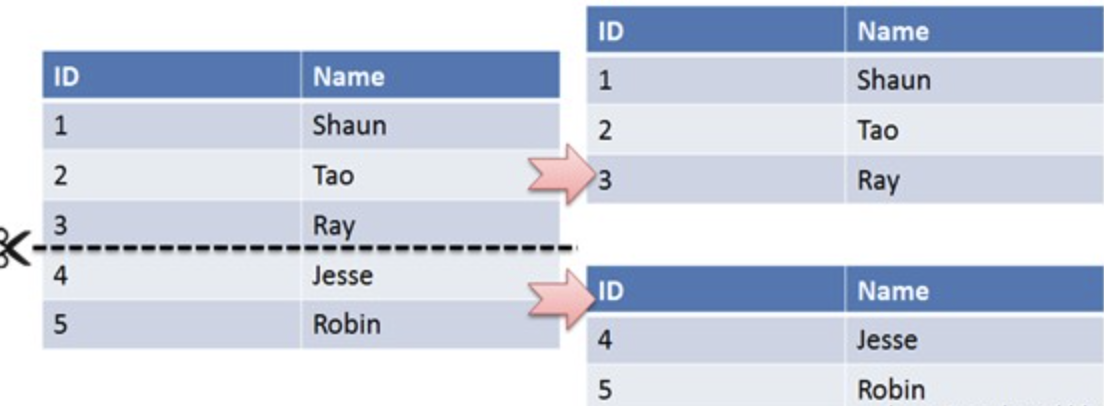 ID Name
1 Shaun
2 Tao
3 Ray
4 Jesse
5 Robin
ID Name
1 Shaun
2 Tao
3 Ray
ID Name
4 Jesse
5 Robin